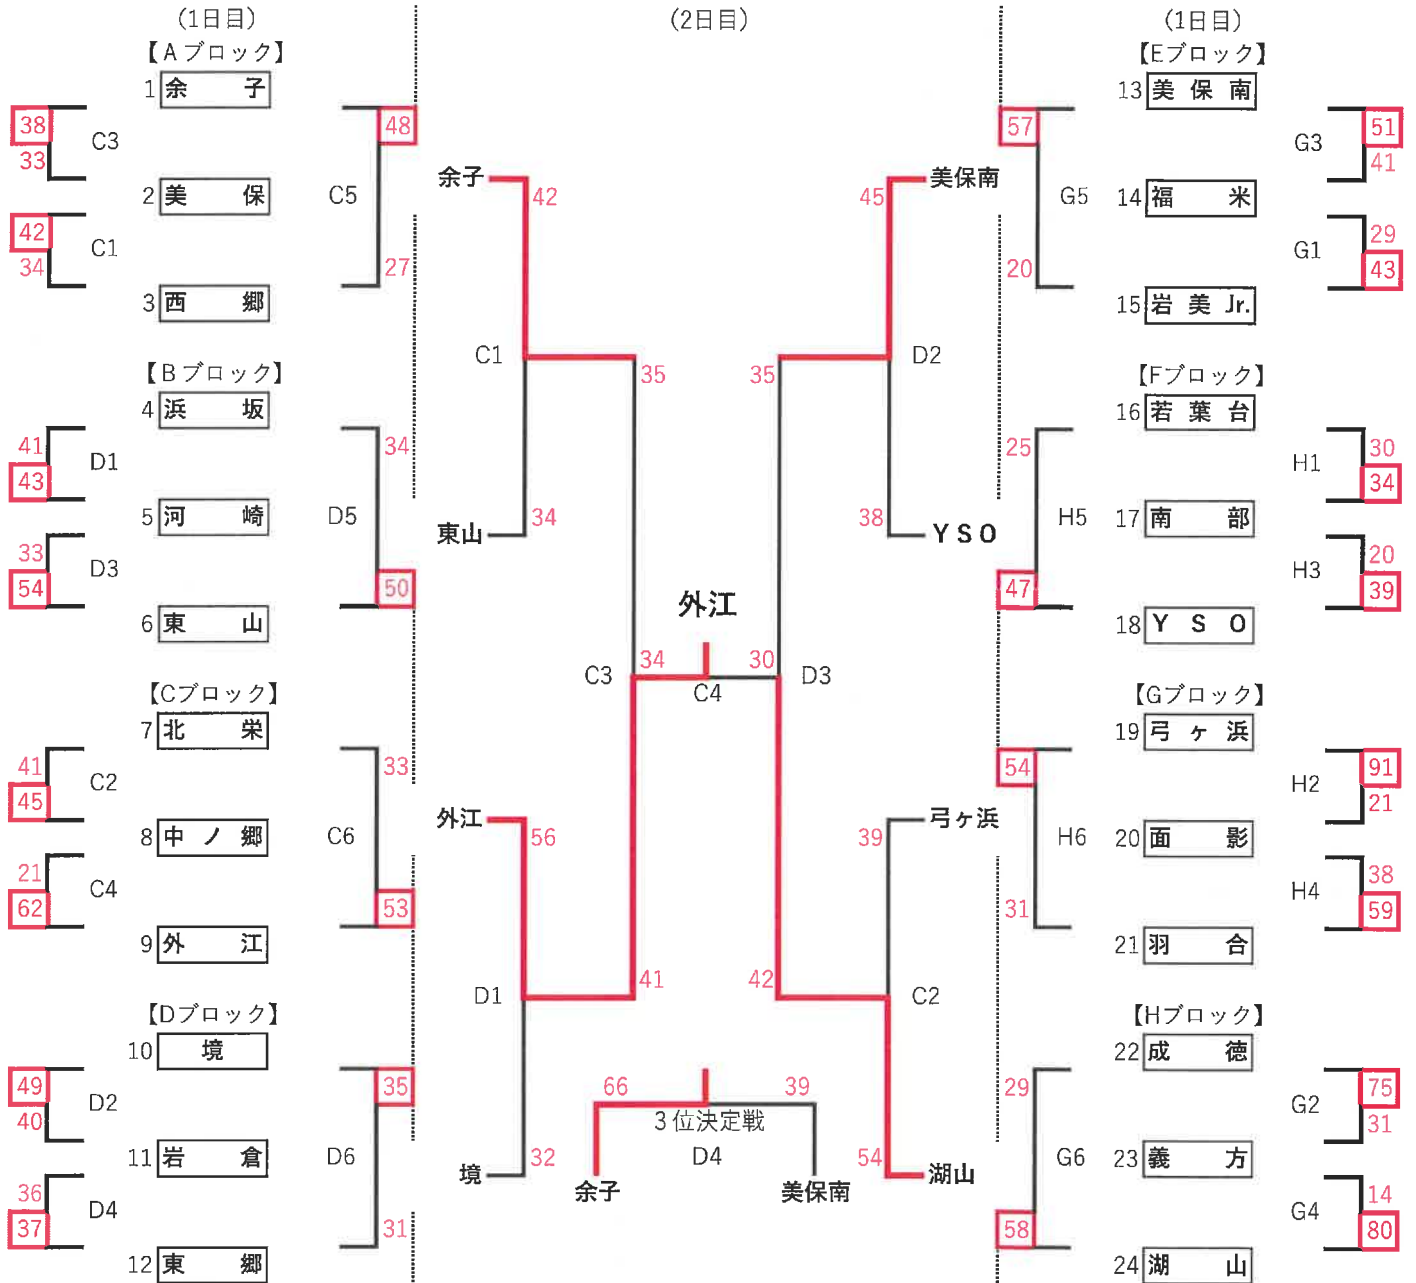 (1日目)
【Aブロック】
1 余子
38
33
C3
2 美保
42
34
C1
3 西郷
48
C5
27
【Bブロック】
4 浜坂
41
43
D1
5 河崎
33
54
D3
6 東山
34
D5
50
【Cブロック】
7 北栄
41
45
C2
8 中ノ郷
21
62
C4
9 外江
33
C6
53
【Dブロック】
10 境
49
40
D2
11 岩倉
36
37
D4
12 東郷
35
D6
31
(2日目)
余子
42
C1
35
34
東山
外江
56
D1
41
32
境
C3
34
外江
C4
30
D3
美保南
45
35
D2
38
YSO
弓ヶ浜
39
42
C2
54
湖山
66
39
3位決定戦
D4
余子
美保南
(1日目)
【Eブロック】
13 美保南
57
G5
20
G3
51
41
14 福米
G1
29
43
15 岩美Jr.
【Fブロック】
16 若葉台
25
H5
47
H1
30
34
17 南部
H3
20
39
18 YSO
【Gブロック】
19 弓ヶ浜
54
H6
31
H2
91
21
20 面影
H4
38
59
21 羽合
【Hブロック】
22 成徳
29
G6
58
G2
75
31
23 義方
G4
14
80
24 湖山